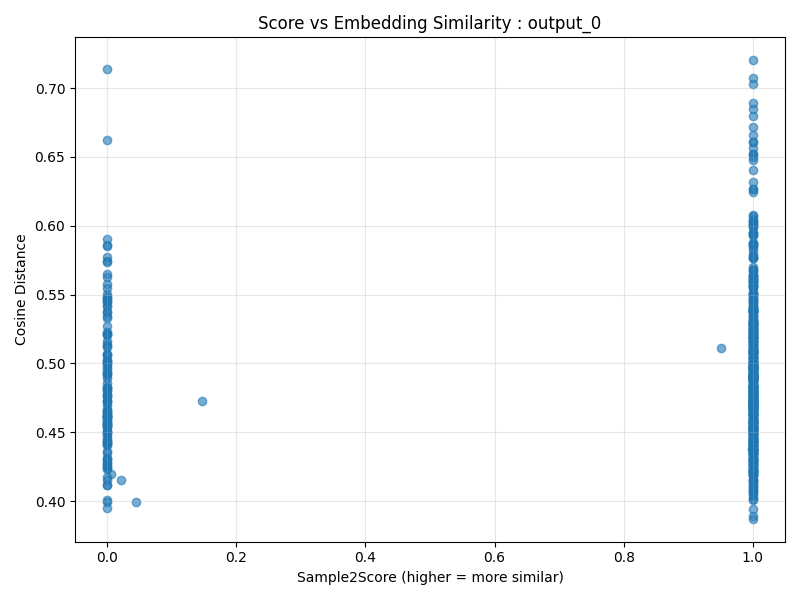 Score vs Embedding Similarity : output_0
0.70
0.65
0.60
0.55
0.50
0.45
0.40
Cosine Distance
0.0 0.2 0.4 0.6 0.8 1.0
Sample2Score (higher = more similar)